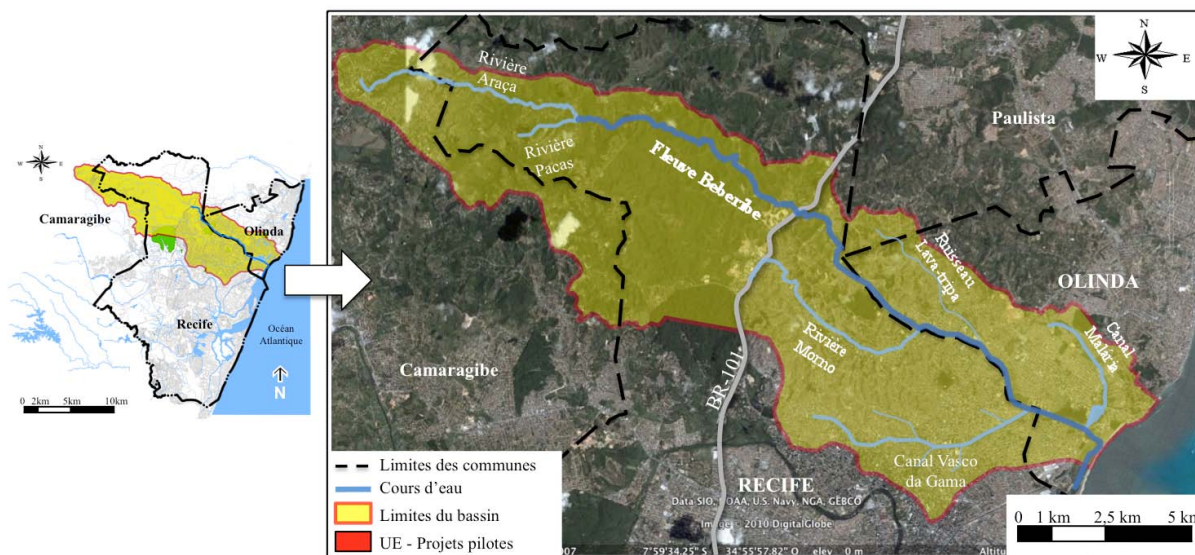 N
W
E
S
Camaragibe
Olinda
Recife
Océan
Atlantique
N
0 2km 5km 10km
N
W
E
S
Rivière
Araça
Rivière
Pacas
Fleuve Beberibe
Paulista
Ruisseau
Lava-tripa
OLINDA
Canal
Malaria
Rivière
Morno
Camaragibe
BR-101
Canal Vasco
da Gama
RECIFE
Data SIO, NOAA, U.S. Navy, NGA, GEBCO
Image © 2010 DigitalGlobe
007 7°59'34.25" S 34°55'57.82" O elev 0 m Altitu
Limites des communes
Cours d'eau
Limites du bassin
UE - Projets pilotes
0 1 km 2,5 km 5 km